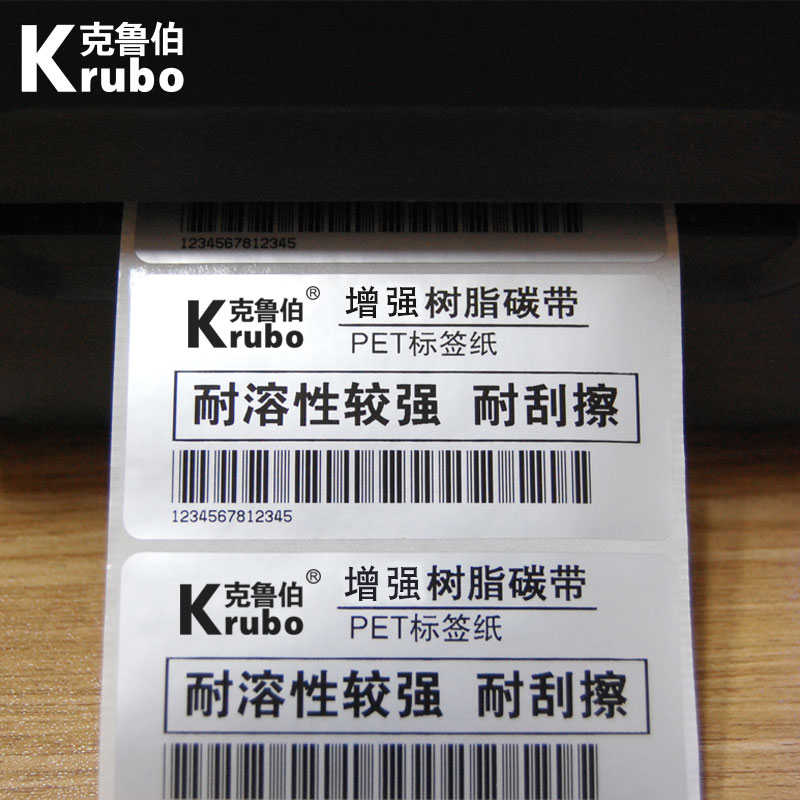 克鲁伯
Krubo
1234567812345
克鲁伯®
Krubo
增强树脂碳带
PET标签纸
耐溶性较强 耐刮擦
1234567812345
克鲁伯®
Krubo
增强树脂碳带
PET标签纸
耐溶性较强 耐刮擦